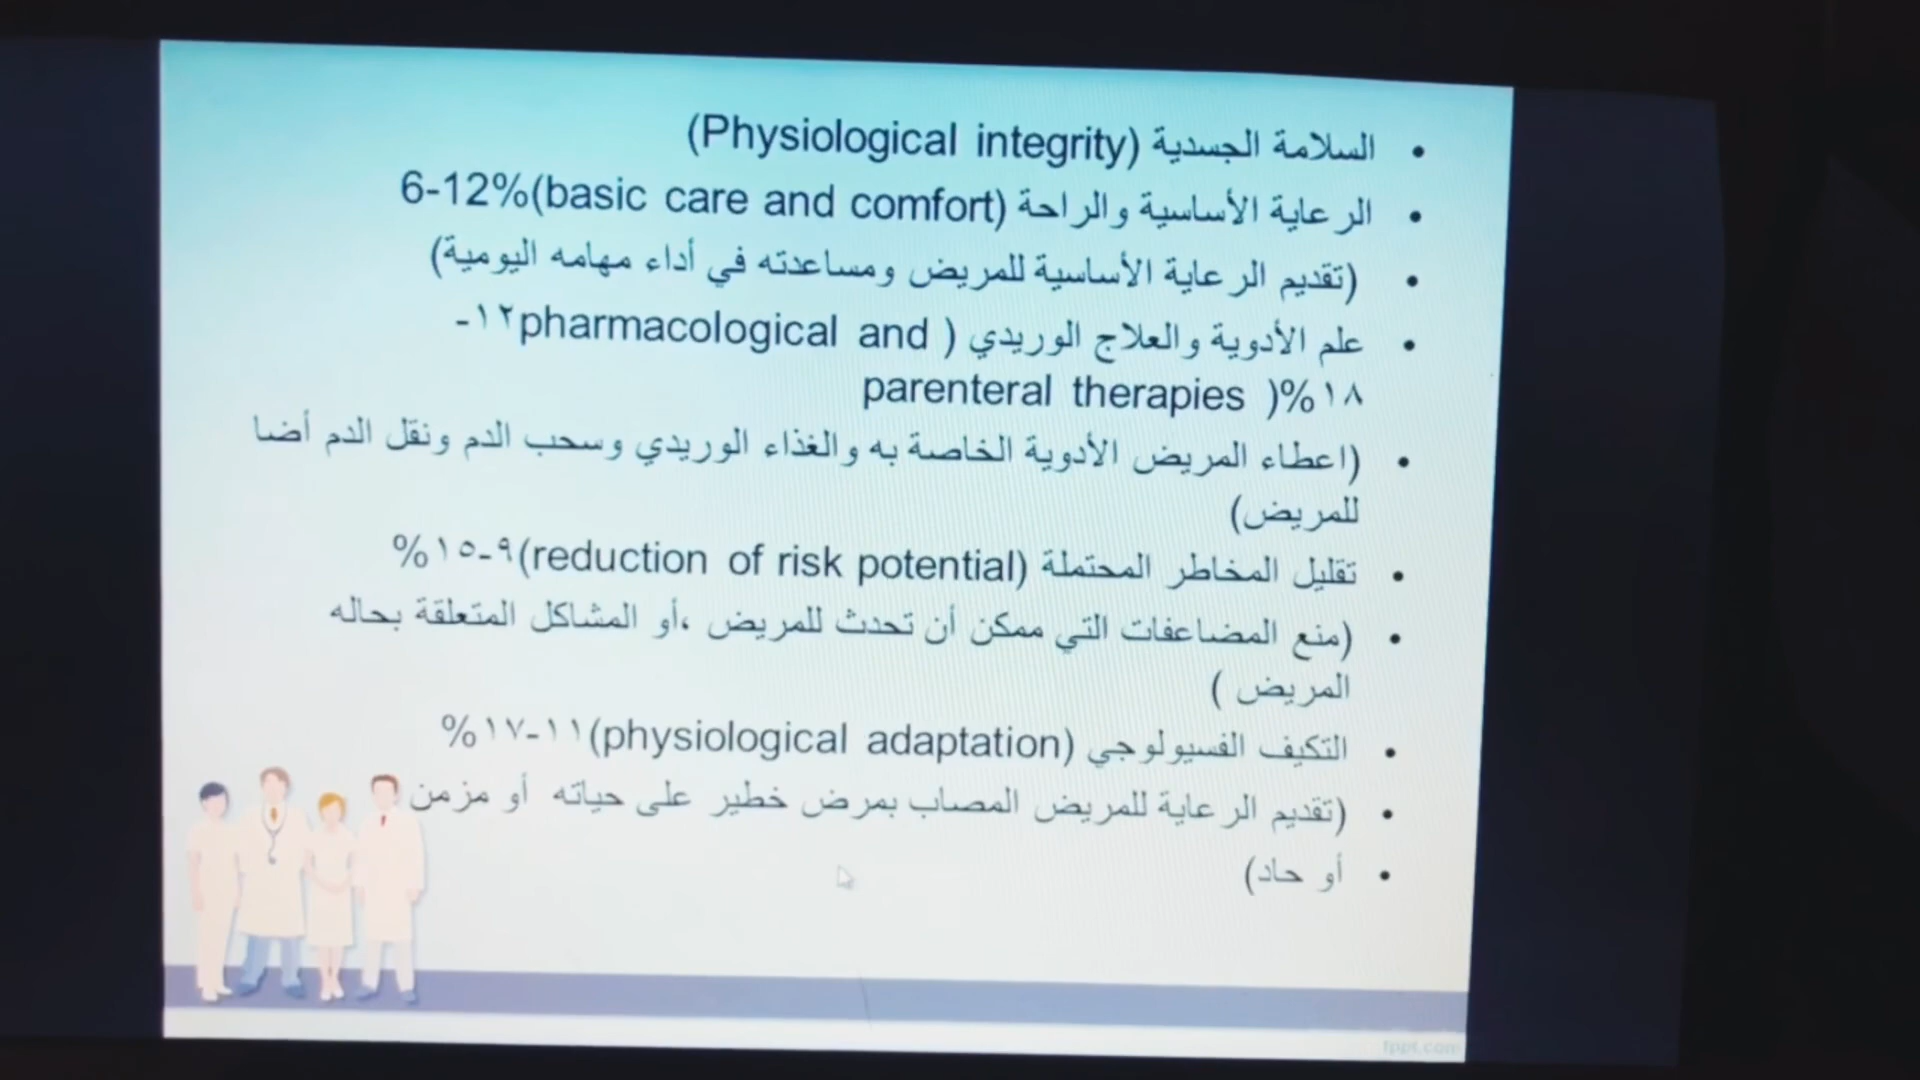 السلامة الجسدية (Physiological integrity)
الرعاية الأساسية والراحة (basic care and comfort)6-12%
(تقديم الرعاية الأساسية للمريض ومساعدته في أداء مهامه اليومية)
علم الأدوية والعلاج الوريدي ( pharmacological and١٢-
١٨%( parenteral therapies
(اعطاء المريض الأدوية الخاصة به والغذاء الوريدي وسحب الدم ونقل الدم أضا
للمريض)
تقليل المخاطر المحتملة (reduction of risk potential)٩-١٥%
(منع المضاعفات التي ممكن أن تحدث للمريض ،أو المشاكل المتعلقة بحاله
المريض )
التكيف الفسيولوجي (physiological adaptation)١١-١٧%
(تقديم الرعاية للمريض المصاب بمرض خطير على حياته أو مزمن
أو حاد)
fppt.com